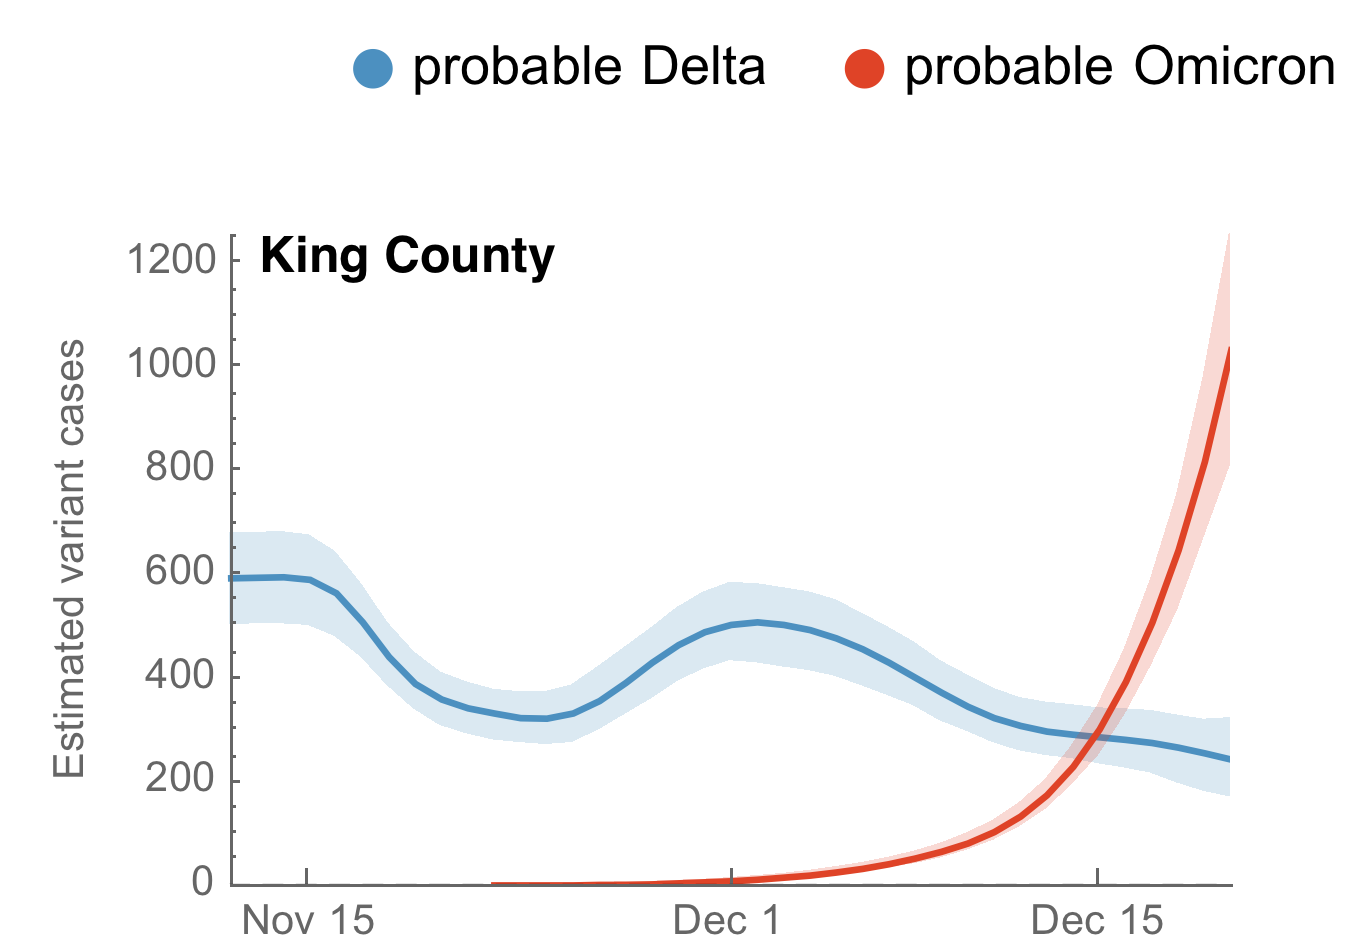 probable Delta probable Omicron
King County
Estimated variant cases
1200
1000
800
600
400
200
0
Nov 15 Dec 1 Dec 15